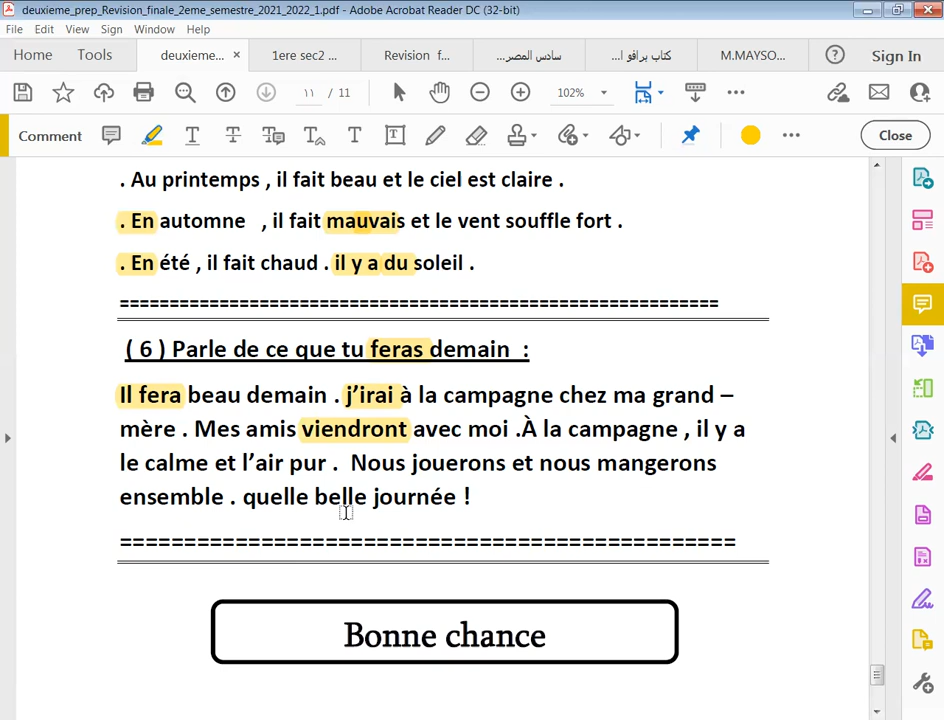 deuxieme_prep_Revision_finale_2eme_semestre_2021_2022_1.pdf - Adobe Acrobat Reader DC (32-bit)
File Edit View Sign Window Help
Home Tools deuxieme... × 1ere sec2 ... Revision f... سادس المصر... كتاب برافو ا... M.MAYSO... Sign In
١١ / 11 102%
Comment Close
. Au printemps , il fait beau et le ciel est claire .
. En automne , il fait mauvais et le vent souffle fort .
. En été , il fait chaud . il y a du soleil .
==========================================================
( 6 ) Parle de ce que tu feras demain :
Il fera beau demain . j’irai à la campagne chez ma grand –
mère . Mes amis viendront avec moi .À la campagne , il y a
le calme et l’air pur . Nous jouerons et nous mangerons
ensemble . quelle belle journée !
================================================
Bonne chance